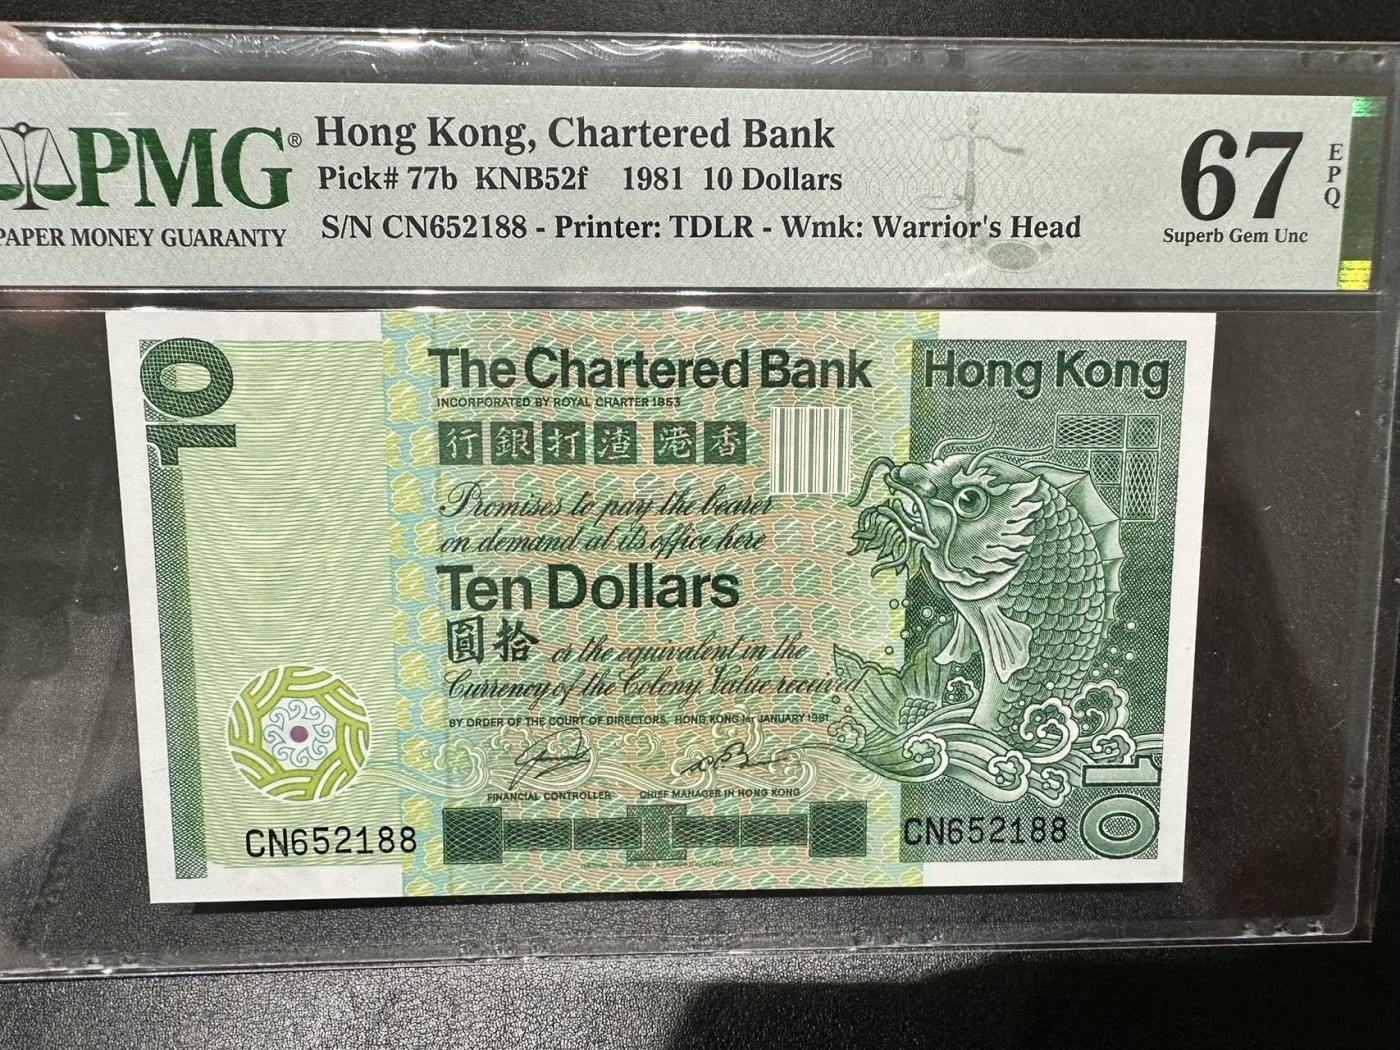 PMG®
PAPER MONEY GUARANTY
Hong Kong, Chartered Bank
Pick# 77b KNB52f 1981 10 Dollars
S/N CN652188 - Printer: TDLR - Wmk: Warrior's Head
67
EPQ
Superb Gem Unc
10
The Chartered Bank
Hong Kong
INCORPORATED BY ROYAL CHARTER 1853
行銀打渣 港香
Promises to pay the bearer
on demand at its office here
Ten Dollars
圓拾 or the equivalent in the
Currency of the Colony. Value received
BY ORDER OF THE COURT OF DIRECTORS, HONG KONG 1ST JANUARY 1981
FINANCIAL CONTROLLER CHIEF MANAGER IN HONG KONG
CN652188
CN652188
10